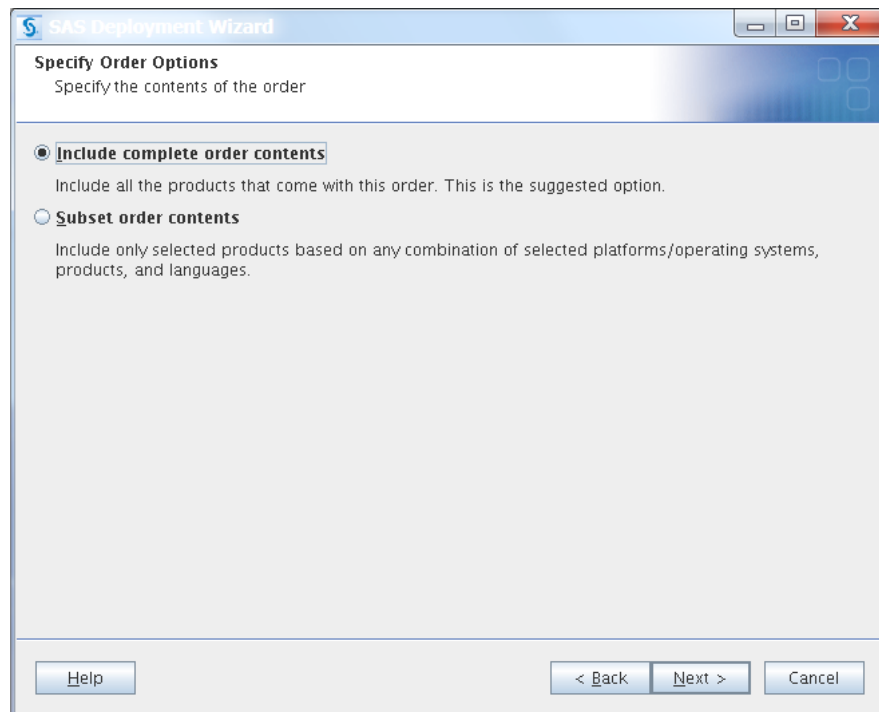 SAS Deployment Wizard
Specify Order Options
Specify the contents of the order
Include complete order contents
Include all the products that come with this order. This is the suggested option.
Subset order contents
Include only selected products based on any combination of selected platforms/operating systems,
products, and languages.
Help
< Back
Next >
Cancel